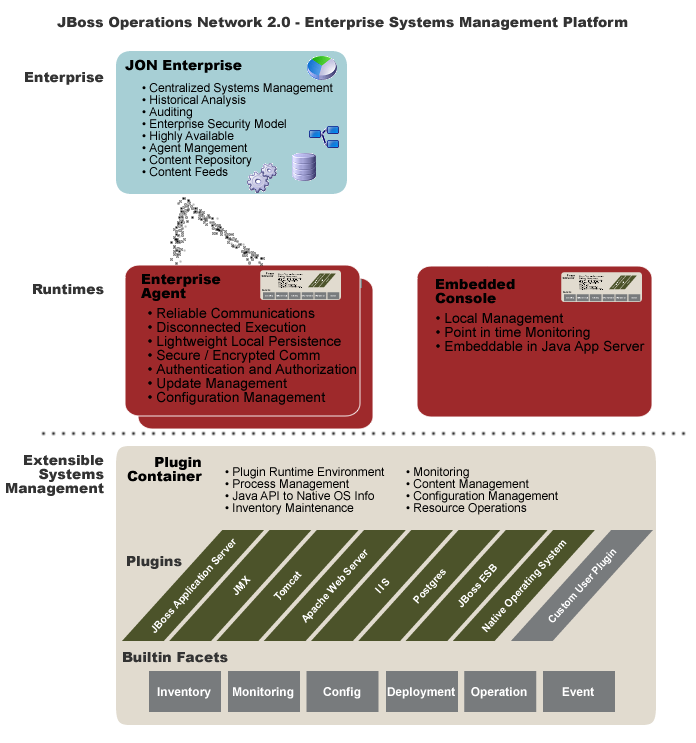 JBoss Operations Network 2.0 - Enterprise Systems Management Platform
Enterprise
JON Enterprise
• Centralized Systems Management
• Historical Analysis
• Auditing
• Enterprise Security Model
• Highly Available
• Agent Mangement
• Content Repository
• Content Feeds
Runtimes
Enterprise
Agent
• Reliable Communications
• Disconnected Execution
• Lightweight Local Persistence
• Secure / Encrypted Comm
• Authentication and Authorization
• Update Management
• Configuration Management
Embedded
Console
• Local Management
• Point in time Monitoring
• Embeddable in Java App Server
Extensible
Systems
Management
Plugin
Container
• Plugin Runtime Environment
• Process Management
• Java API to Native OS Info
• Inventory Maintenance
• Monitoring
• Content Management
• Configuration Management
• Resource Operations
Plugins
JBoss Application Server
JMX
Tomcat
Apache Web Server
IIS
Postgres
JBoss ESB
Native Operating System
Custom User Plugin
Builtin Facets
Inventory
Monitoring
Config
Deployment
Operation
Event